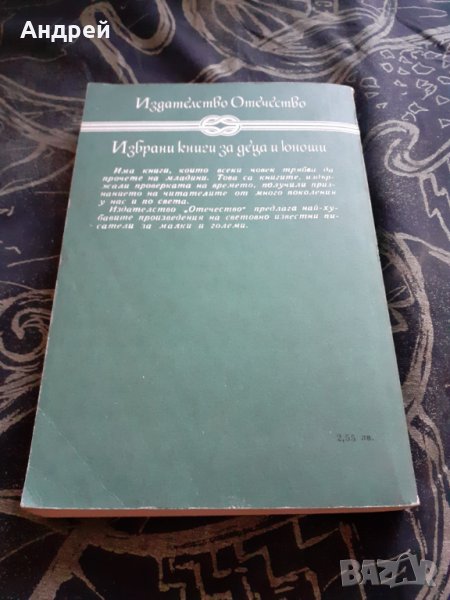 Андрей
Издателство Отечество
Избрани книги за деца и юноши
Има книги, които всеки човек трябва да
прочете на младини. Това са книгите, издър-
жали проверката на времето, получили приз-
нанието на читателите от много поколения
у нас и по света.
Издателство „Отечество" предлага най-ху-
бавите произведения на световно известни пи-
сатели за малки и големи.
2,53 лв.
BAZAR